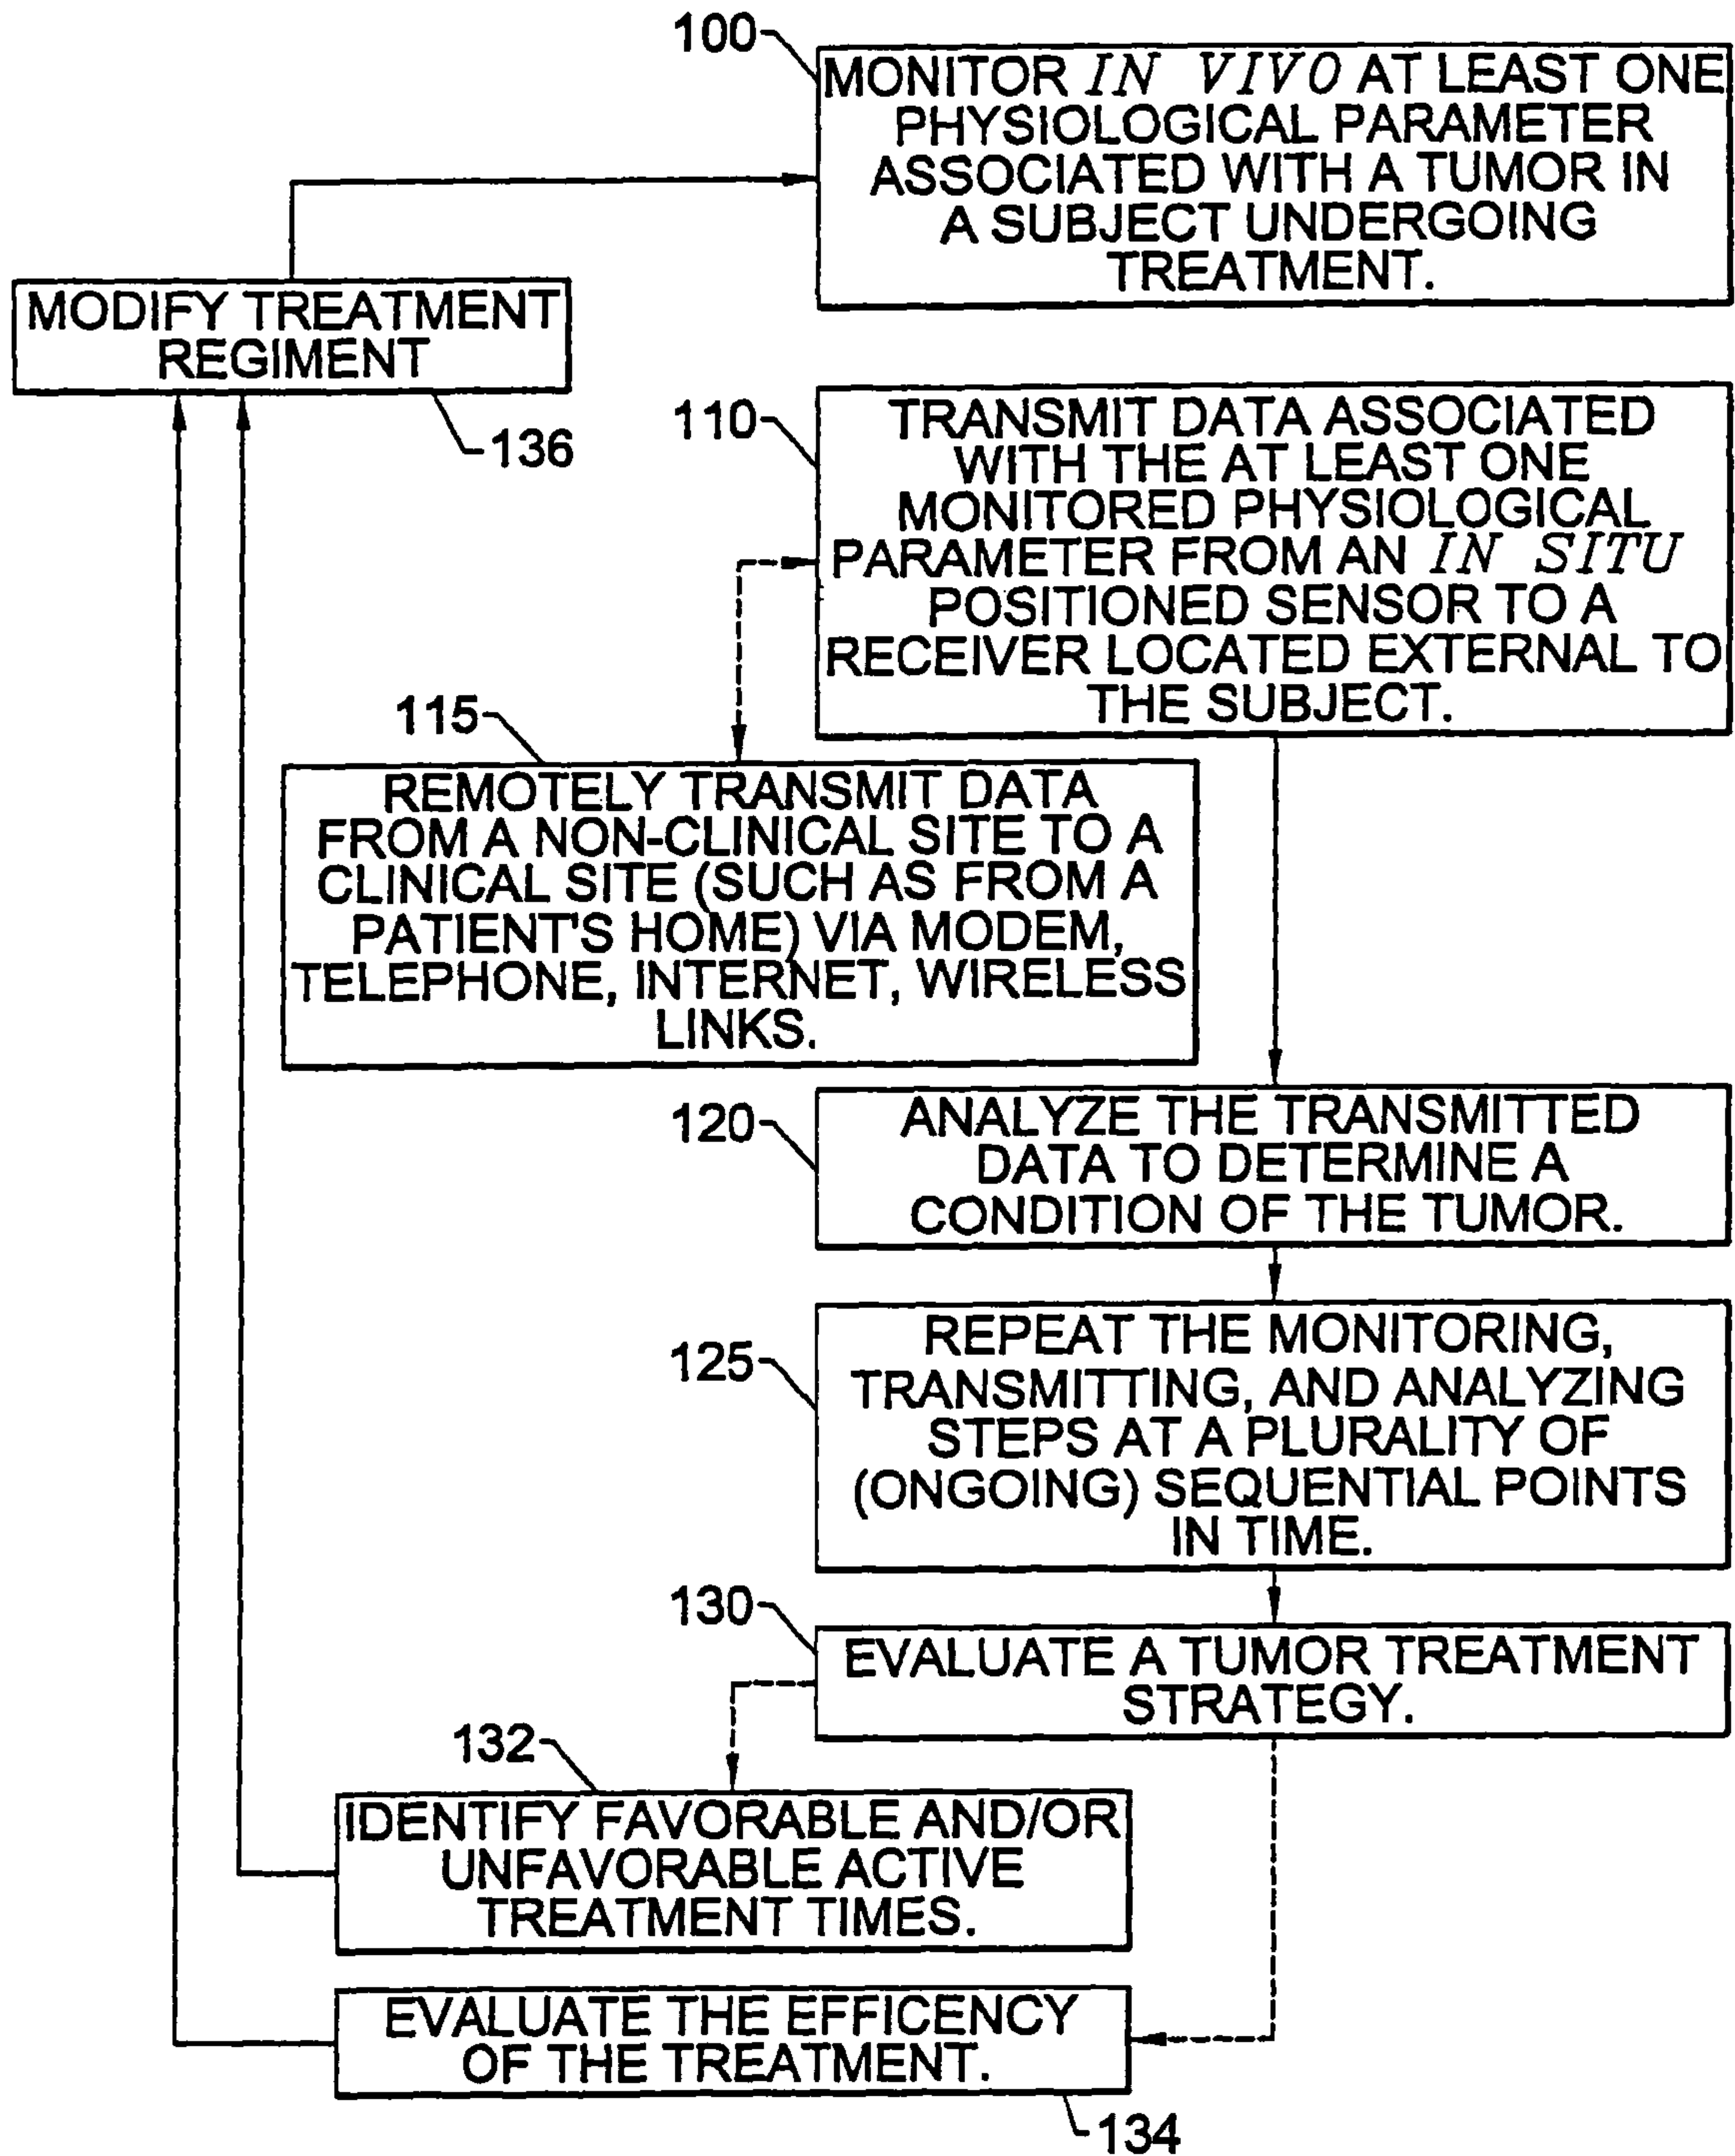 100
MONITOR IN VIVO AT LEAST ONE
PHYSIOLOGICAL PARAMETER
ASSOCIATED WITH A TUMOR IN
A SUBJECT UNDERGOING
TREATMENT.
MODIFY TREATMENT
REGIMENT
136
110
TRANSMIT DATA ASSOCIATED
WITH THE AT LEAST ONE
MONITORED PHYSIOLOGICAL
PARAMETER FROM AN IN SITU
POSITIONED SENSOR TO A
RECEIVER LOCATED EXTERNAL TO
THE SUBJECT.
115
REMOTELY TRANSMIT DATA
FROM A NON-CLINICAL SITE TO A
CLINICAL SITE (SUCH AS FROM A
PATIENT'S HOME) VIA MODEM,
TELEPHONE, INTERNET, WIRELESS
LINKS.
120
ANALYZE THE TRANSMITTED
DATA TO DETERMINE A
CONDITION OF THE TUMOR.
125
REPEAT THE MONITORING,
TRANSMITTING, AND ANALYZING
STEPS AT A PLURALITY OF
(ONGOING) SEQUENTIAL POINTS
IN TIME.
130
EVALUATE A TUMOR TREATMENT
STRATEGY.
132
IDENTIFY FAVORABLE AND/OR
UNFAVORABLE ACTIVE
TREATMENT TIMES.
EVALUATE THE EFFICENCY
OF THE TREATMENT.
134